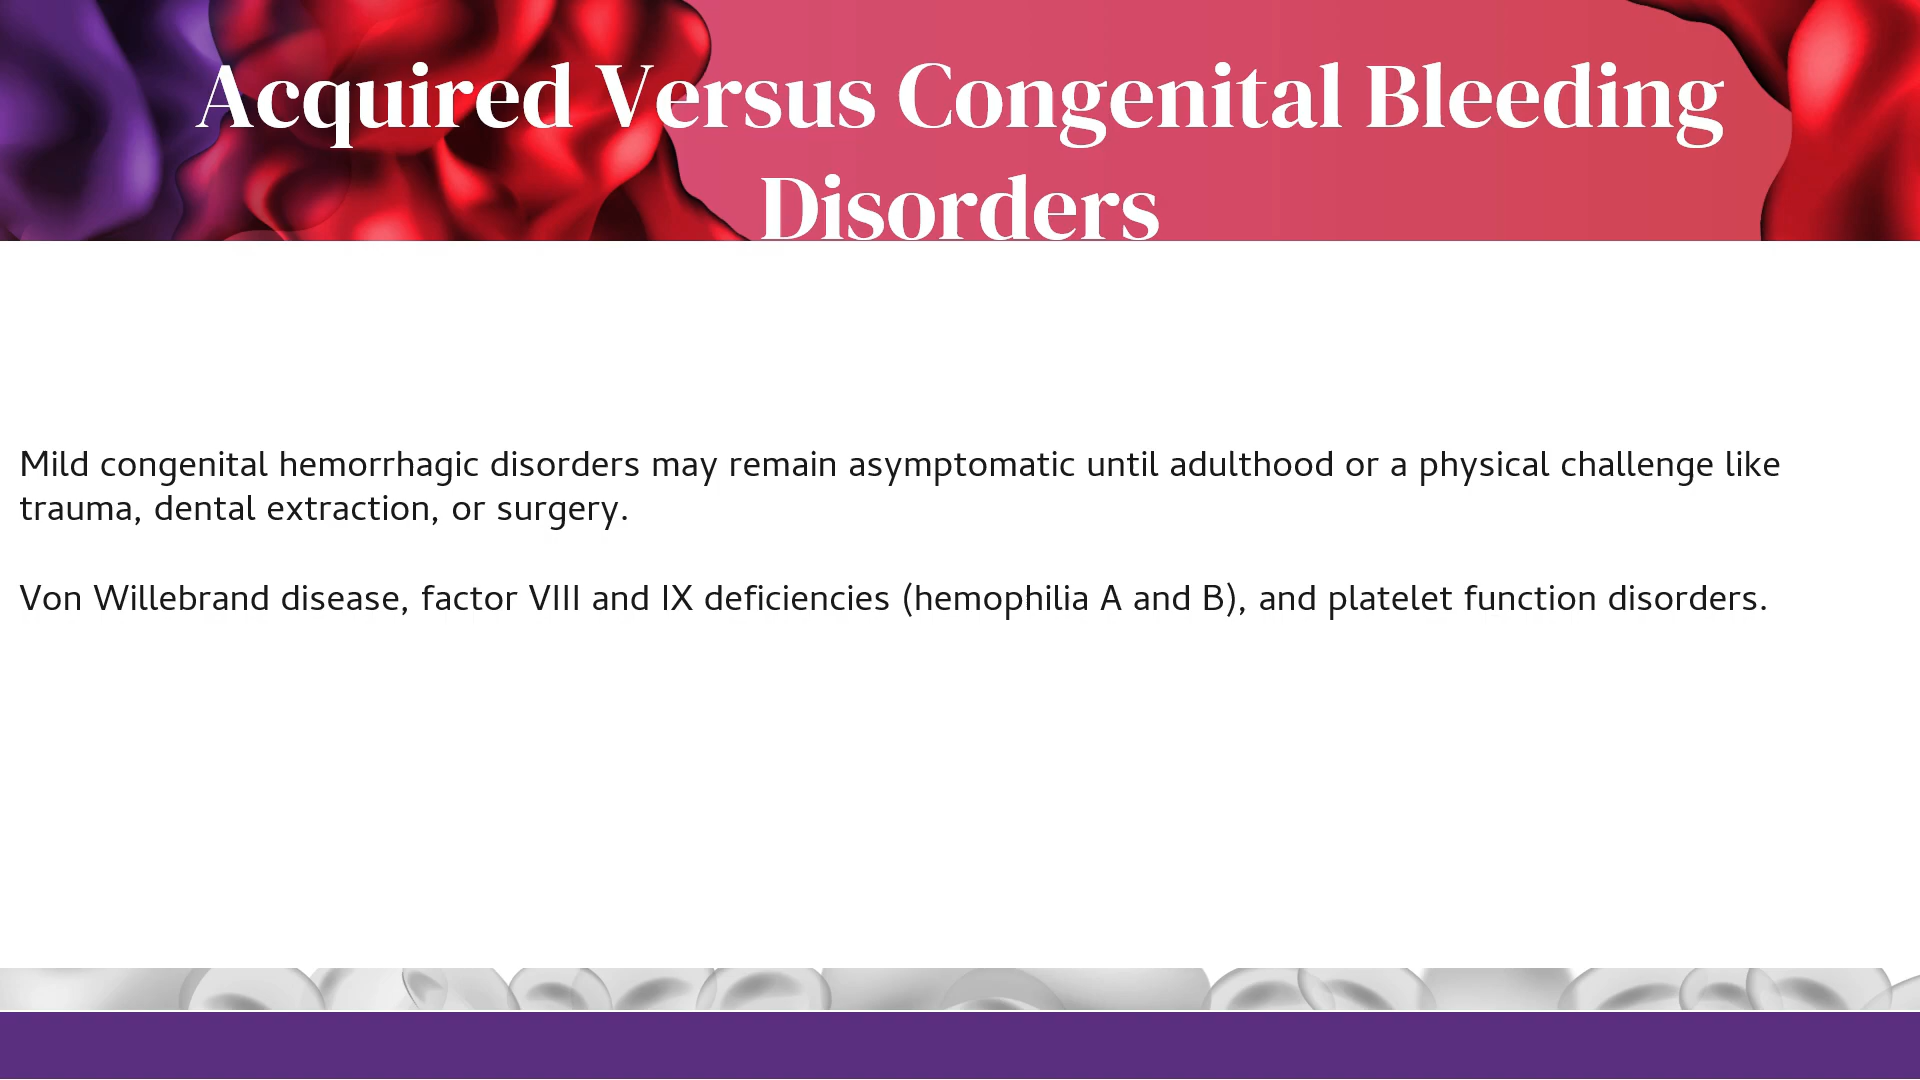 Acquired Versus Congenital Bleeding
Disorders
Mild congenital hemorrhagic disorders may remain asymptomatic until adulthood or a physical challenge like
trauma, dental extraction, or surgery.
Von Willebrand disease, factor VIII and IX deficiencies (hemophilia A and B), and platelet function disorders.